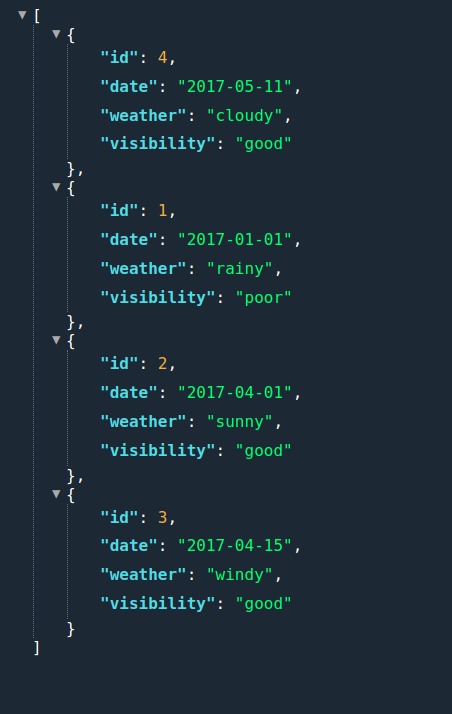 [
{
"id": 4,
"date": "2017-05-11",
"weather": "cloudy",
"visibility": "good"
},
{
"id": 1,
"date": "2017-01-01",
"weather": "rainy",
"visibility": "poor"
},
{
"id": 2,
"date": "2017-04-01",
"weather": "sunny",
"visibility": "good"
},
{
"id": 3,
"date": "2017-04-15",
"weather": "windy",
"visibility": "good"
}
]